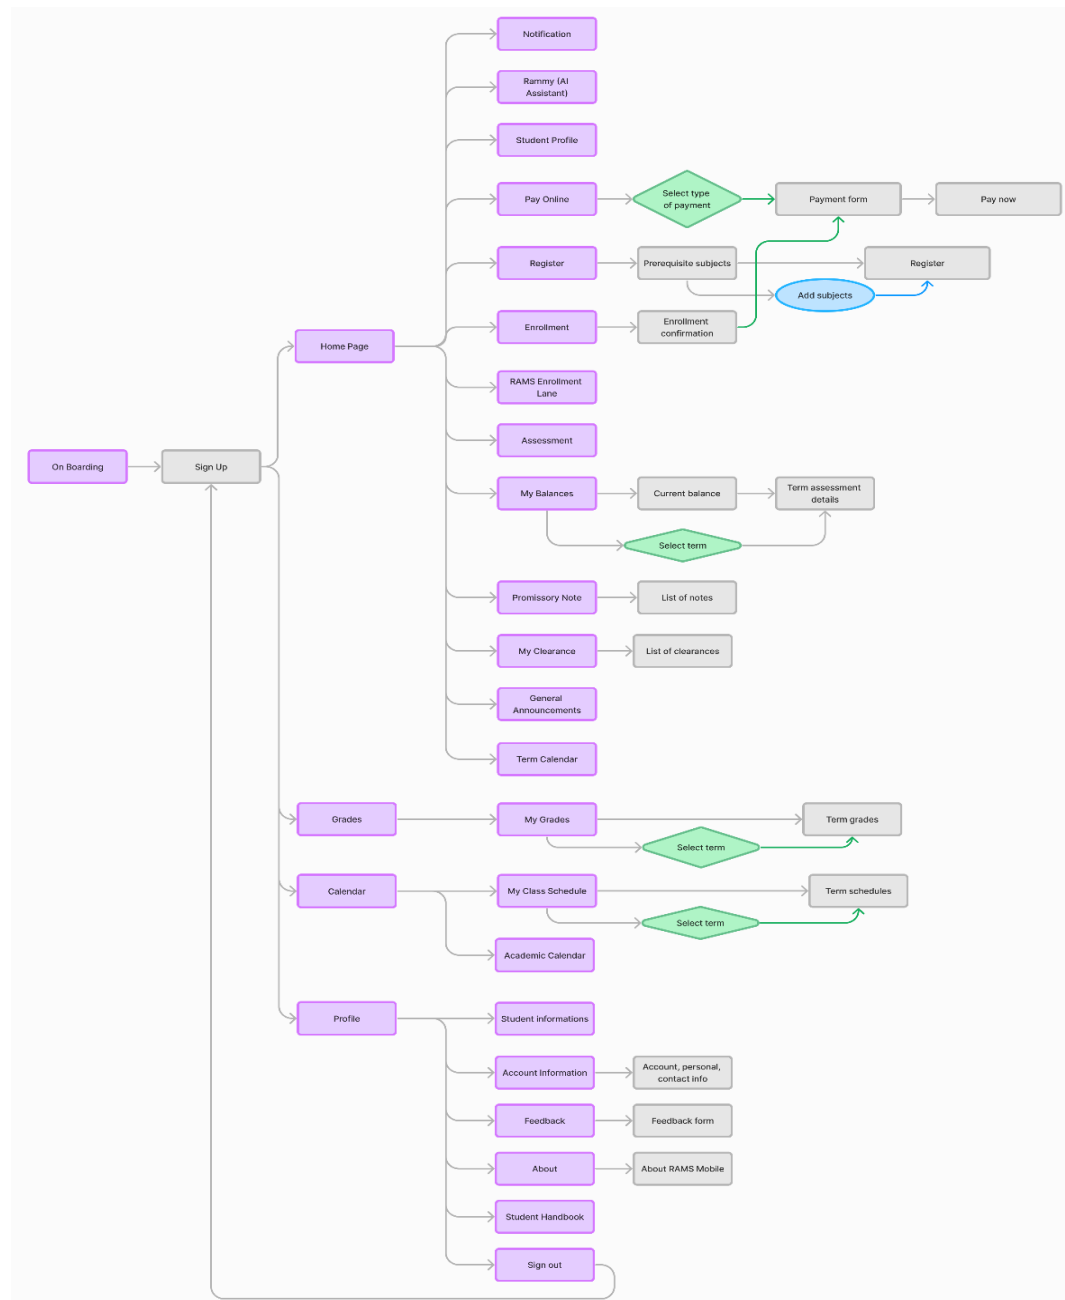 Notification
Rammy (AI
Assistant)
Student Profile
Pay Online
Select type
of payment
Payment form
Pay now
Register
Prerequisite subjects
Register
Add subjects
Enrollment
Enrollment
confirmation
Home Page
RAMS Enrollment
Lane
Assessment
On Boarding
Sign Up
My Balances
Current balance
Term assessment
details
Select term
Promissory Note
List of notes
My Clearance
List of clearances
General
Announcements
Term Calendar
Grades
My Grades
Term grades
Select term
Calendar
My Class Schedule
Term schedules
Select term
Academic Calendar
Profile
Student informations
Account Information
Account, personal,
contact info
Feedback
Feedback form
About
About RAMS Mobile
Student Handbook
Sign out